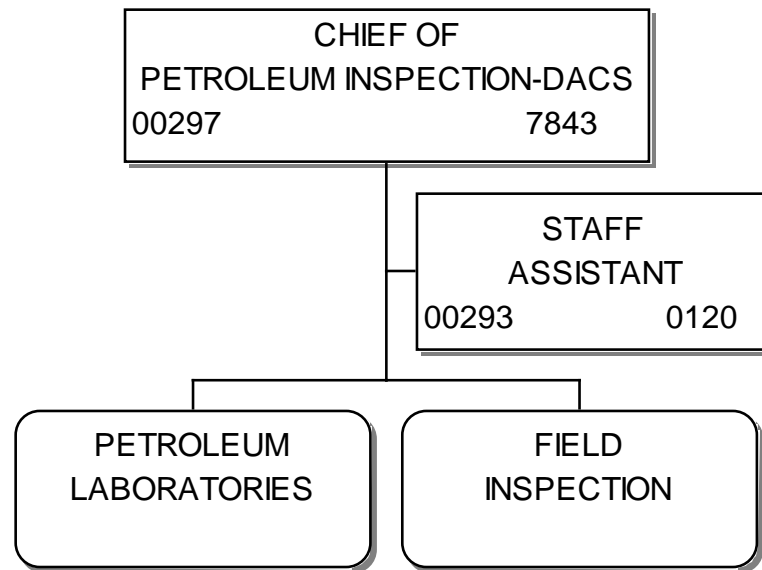 CHIEF OF
PETROLEUM INSPECTION-DACS
00297 7843
STAFF
ASSISTANT
00293 0120
PETROLEUM
LABORATORIES
FIELD
INSPECTION